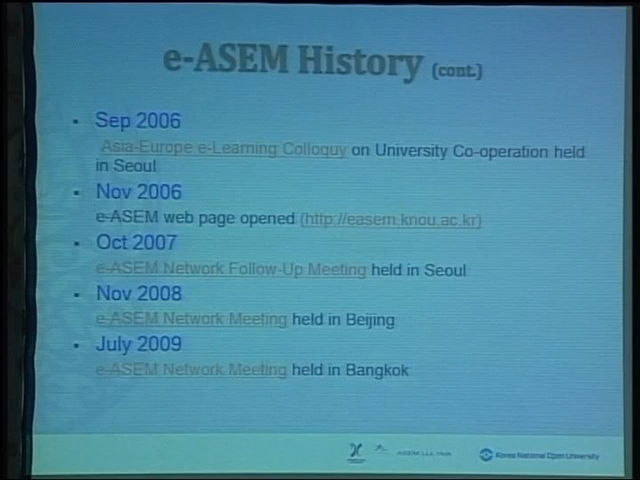 e-ASEM History (cont.)
Sep 2006
Asia-Europe e-Learning Colloquy on University Co-operation held
in Seoul
Nov 2006
e-ASEM web page opened (http://easem.knou.ac.kr)
Oct 2007
e-ASEM Network Follow-Up Meeting held in Seoul
Nov 2008
e-ASEM Network Meeting held in Beijing
July 2009
e-ASEM Network Meeting held in Bangkok
ASEM LLL Hub Korea National Open University